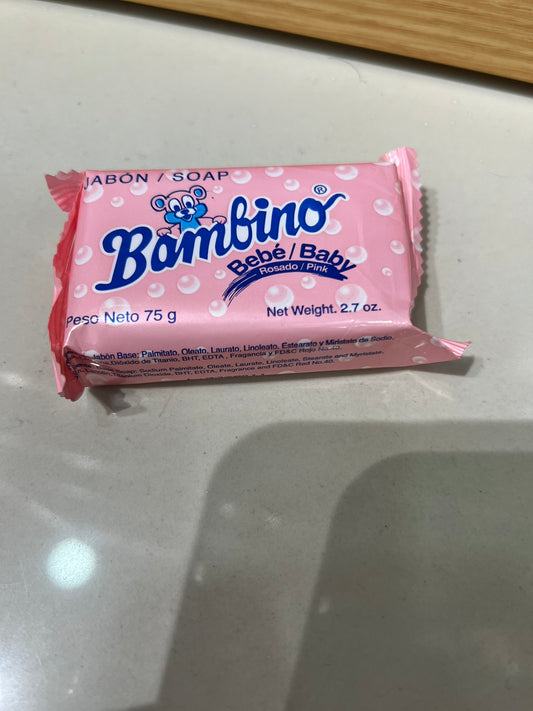 JABÓN / SOAP
Bambino®
Bebé / Baby
Rosado / Pink
Peso Neto 75 g
Net Weight. 2.7 oz.
Jabón Base: Palmitato, Oleato, Laurato, Linoleato, Estearato y Miristato de Sodio.
Dióxido de Titanio, BHT, EDTA, Fragancia y FD&C Rojo No.40.
Soap: Sodium Palmitate, Oleate, Laurate, Linoleate, Stearate and Myristate.
Titanium Dioxide, BHT, EDTA, Fragrance and FD&C Red No.40.